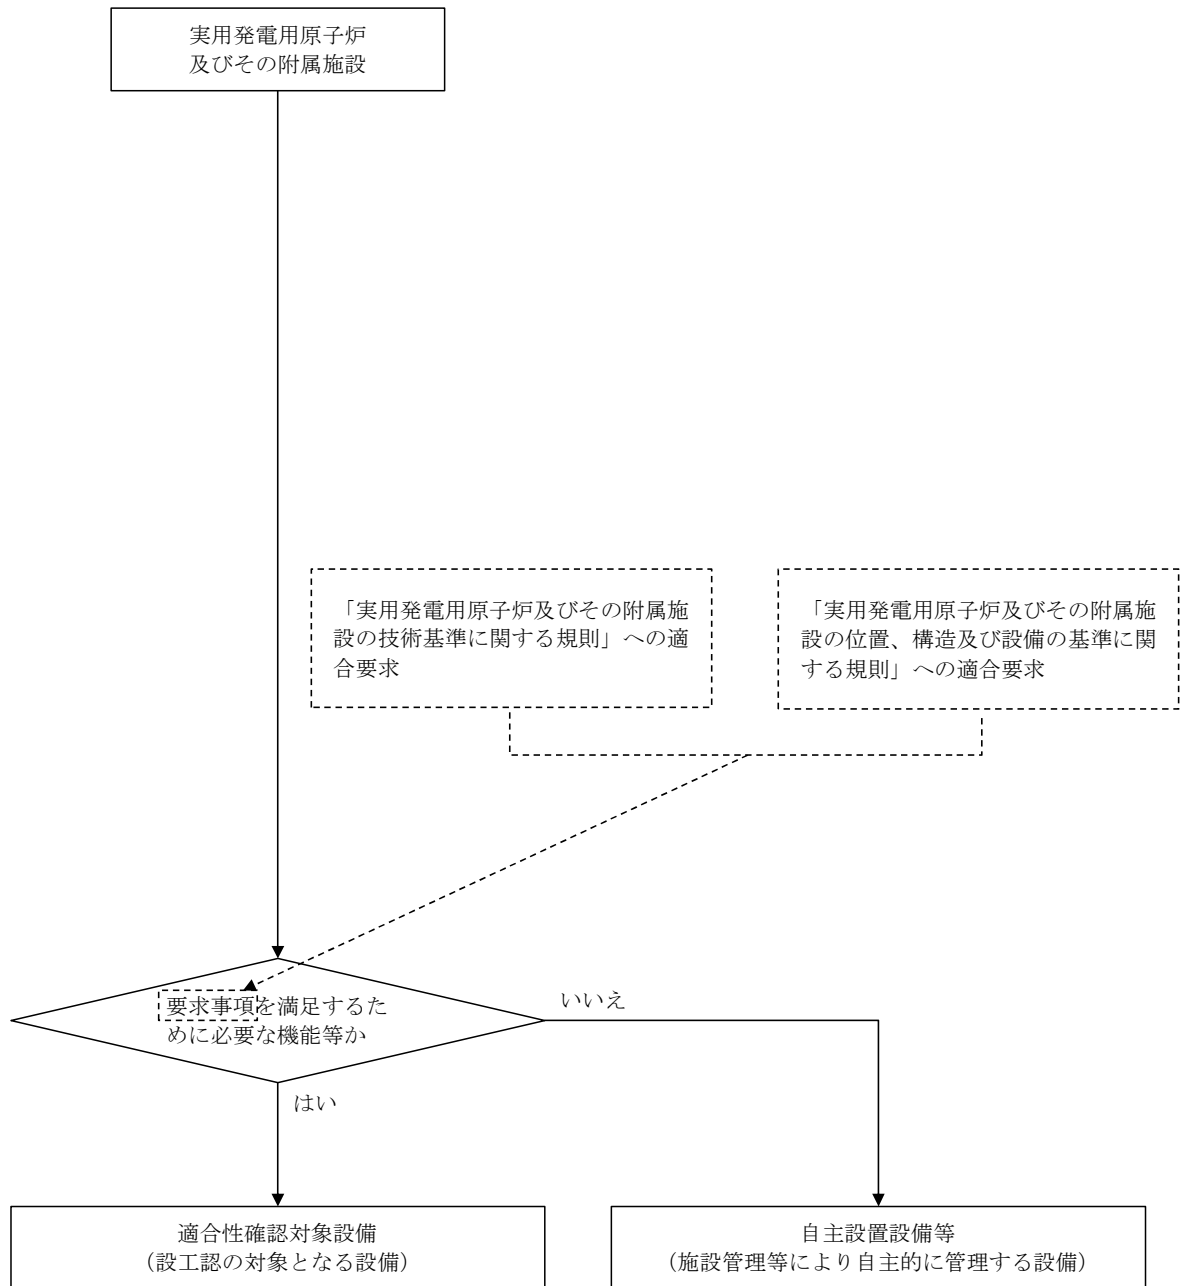 実用発電用原子炉
及びその附属施設
「実用発電用原子炉及びその附属施
設の技術基準に関する規則」への適
合要求
「実用発電用原子炉及びその附属施
設の位置、構造及び設備の基準に関
する規則」への適合要求
要求事項を満足するた
めに必要な機能等か
いいえ
はい
適合性確認対象設備
（設工認の対象となる設備）
自主設置設備等
（施設管理等により自主的に管理する設備）